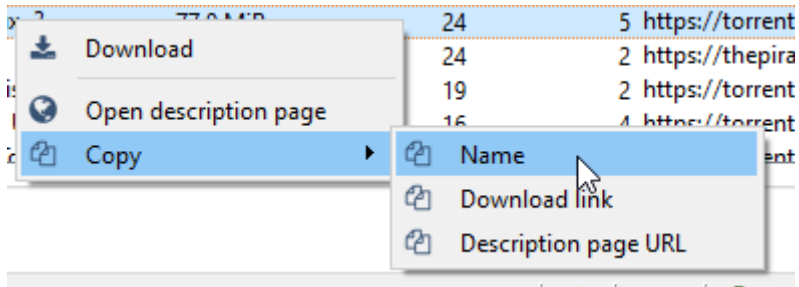 77.0 MiB 24 5 https://torrent
Download 24 2 https://thepira
19 2 https://torrent
Open description page
16 4 https://torrent
Copy Name
Download link
Description page URL